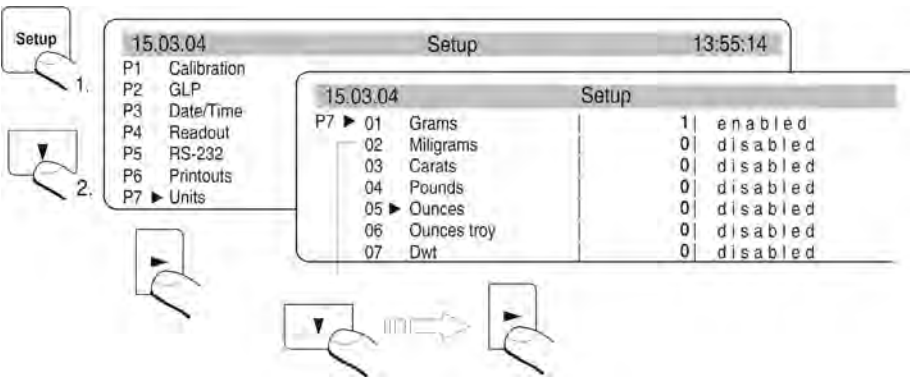 Setup
1.
2.
15.03.04 Setup 13:55:14
P1 Calibration
P2 GLP
P3 Date/Time
P4 Readout
P5 RS-232
P6 Printouts
P7 ► Units
15.03.04 Setup
P7 ► 01 Grams | 1| enabled
02 Miligrams | 0| disabled
03 Carats | 0| disabled
04 Pounds | 0| disabled
05 ► Ounces | 0| disabled
06 Ounces troy | 0| disabled
07 Dwt | 0| disabled